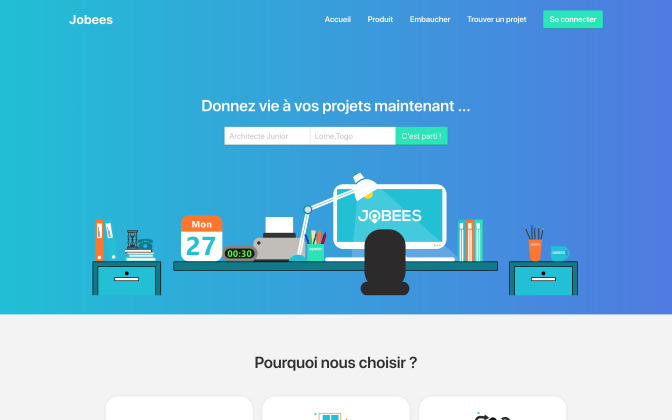 Jobees
Accueil Produit Embaucher Trouver un projet Se connecter
Donnez vie à vos projets maintenant ...
Architecte Junior Lome,Togo C'est parti !
JOBEES
Mon
27
00:30
Pourquoi nous choisir ?